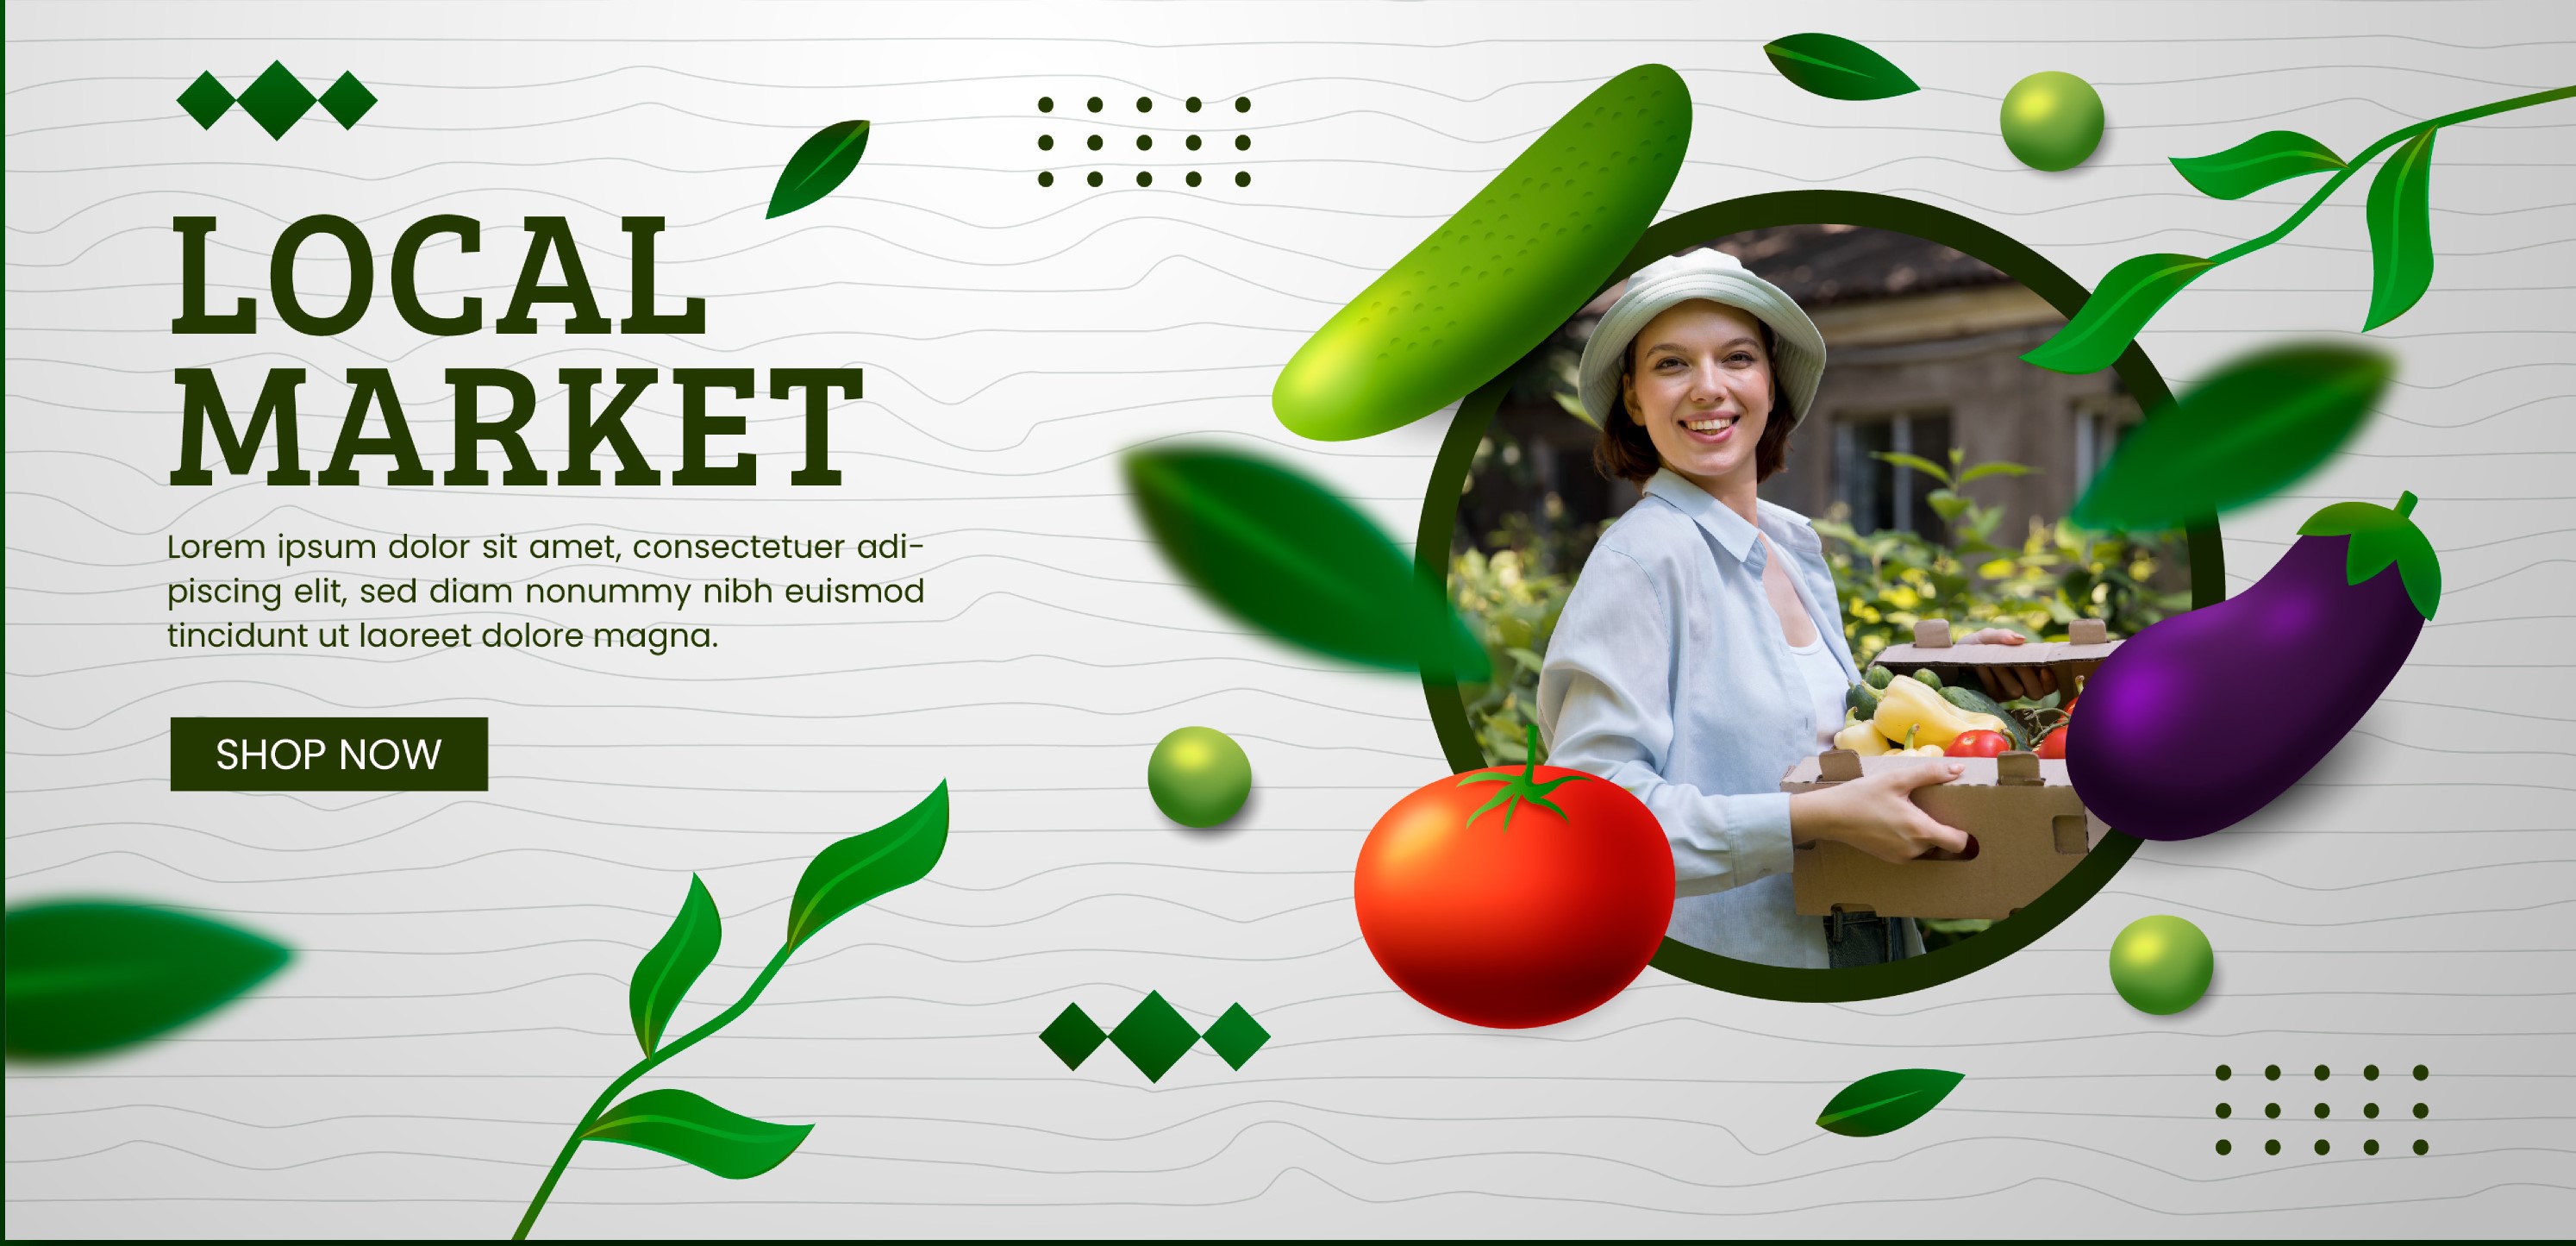 LOCAL
MARKET
Lorem ipsum dolor sit amet, consectetuer adi-
piscing elit, sed diam nonummy nibh euismod
tincidunt ut laoreet dolore magna.
SHOP NOW